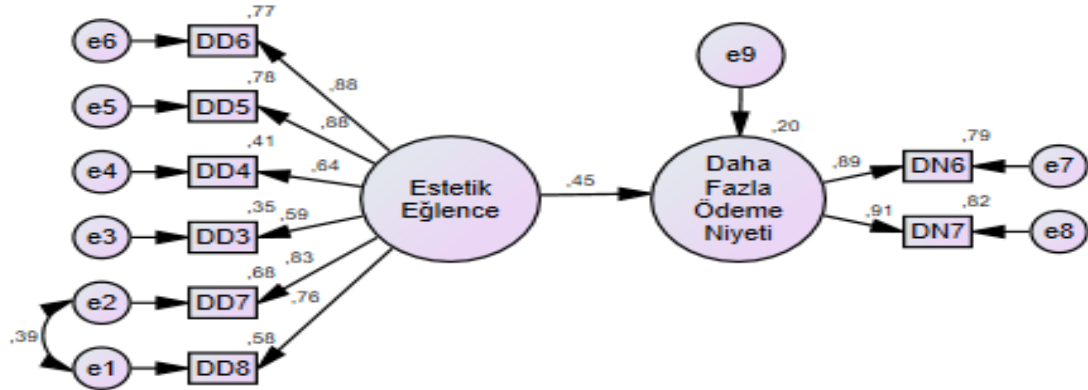 ,77
e6 DD6
,88
,78
e5 DD5
,88
,41
e4 DD4
,64
,35
,59
e3 DD3
,83
,68
e2 DD7
,76
,39
,58
e1 DD8
Estetik
Eğlence
,45
e9
,20
Daha
Fazla
Ödeme
Niyeti
,79
,89
DN6 e7
,82
,91
DN7 e8